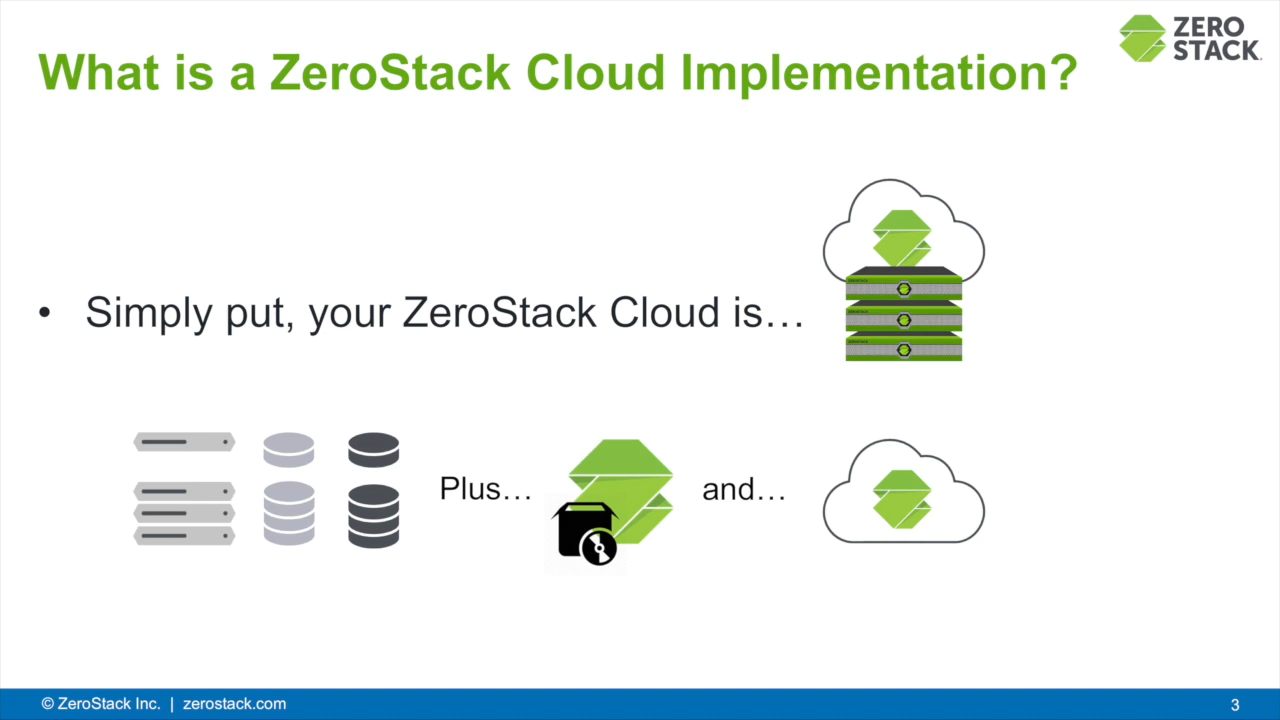 ZERO
STACK.
What is a ZeroStack Cloud Implementation?
• Simply put, your ZeroStack Cloud is…
Plus…
and…
© ZeroStack Inc. | zerostack.com
3